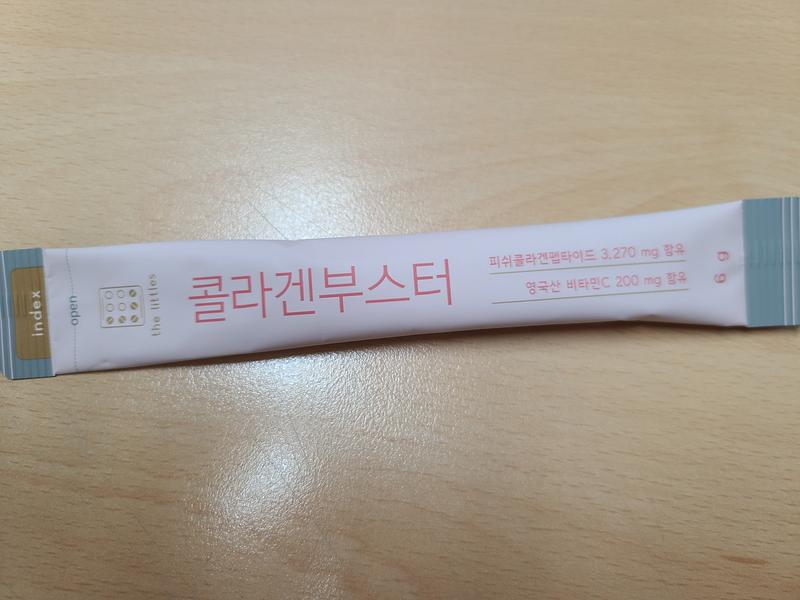 index
open
the littles
콜라겐부스터
피쉬콜라겐펩타이드 3,270 mg 함유
영국산 비타민C 200 mg 함유
6 g